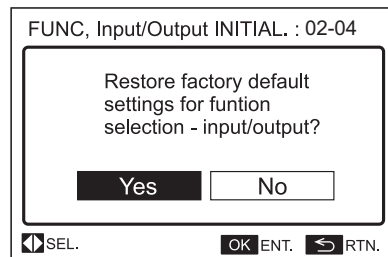 FUNC, Input/Output INITIAL. : 02-04
Restore factory default
settings for funtion
selection - input/output?
Yes No
SEL. OK ENT. RTN.